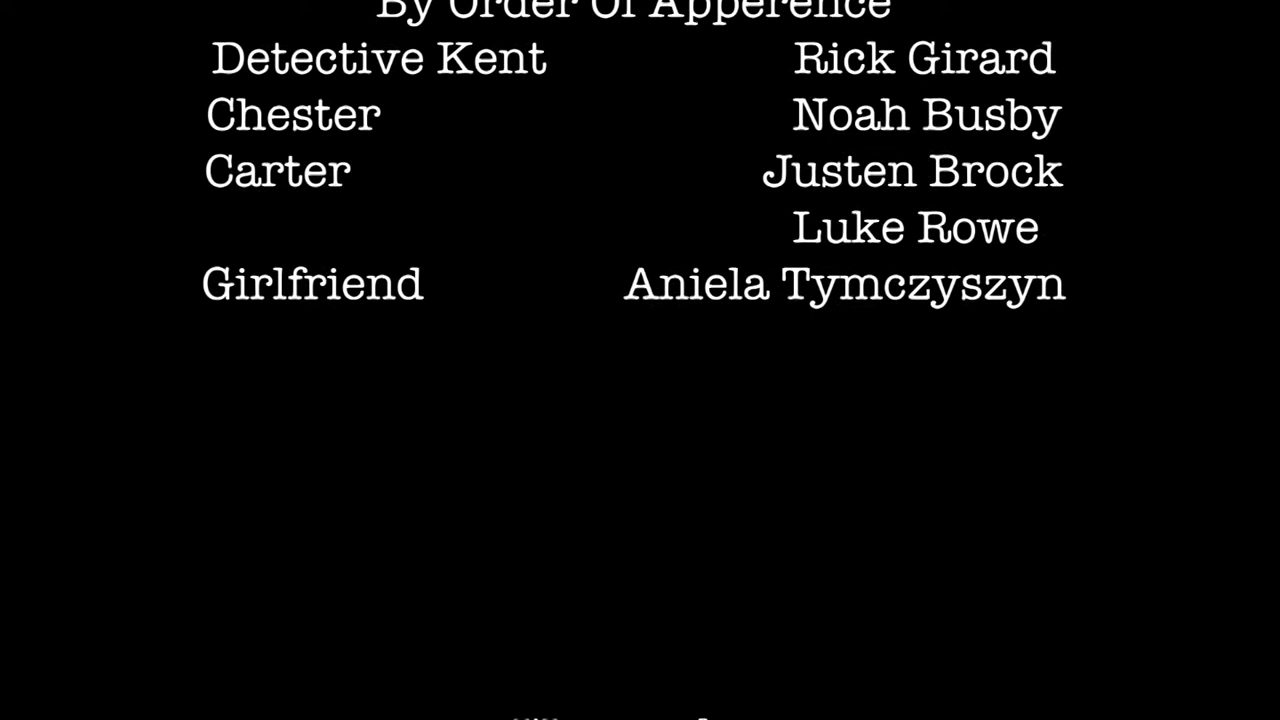 By Order Of Apperence
Detective Kent Rick Girard
Chester Noah Busby
Carter Justen Brock
Luke Rowe
Girlfriend Aniela Tymczyszyn